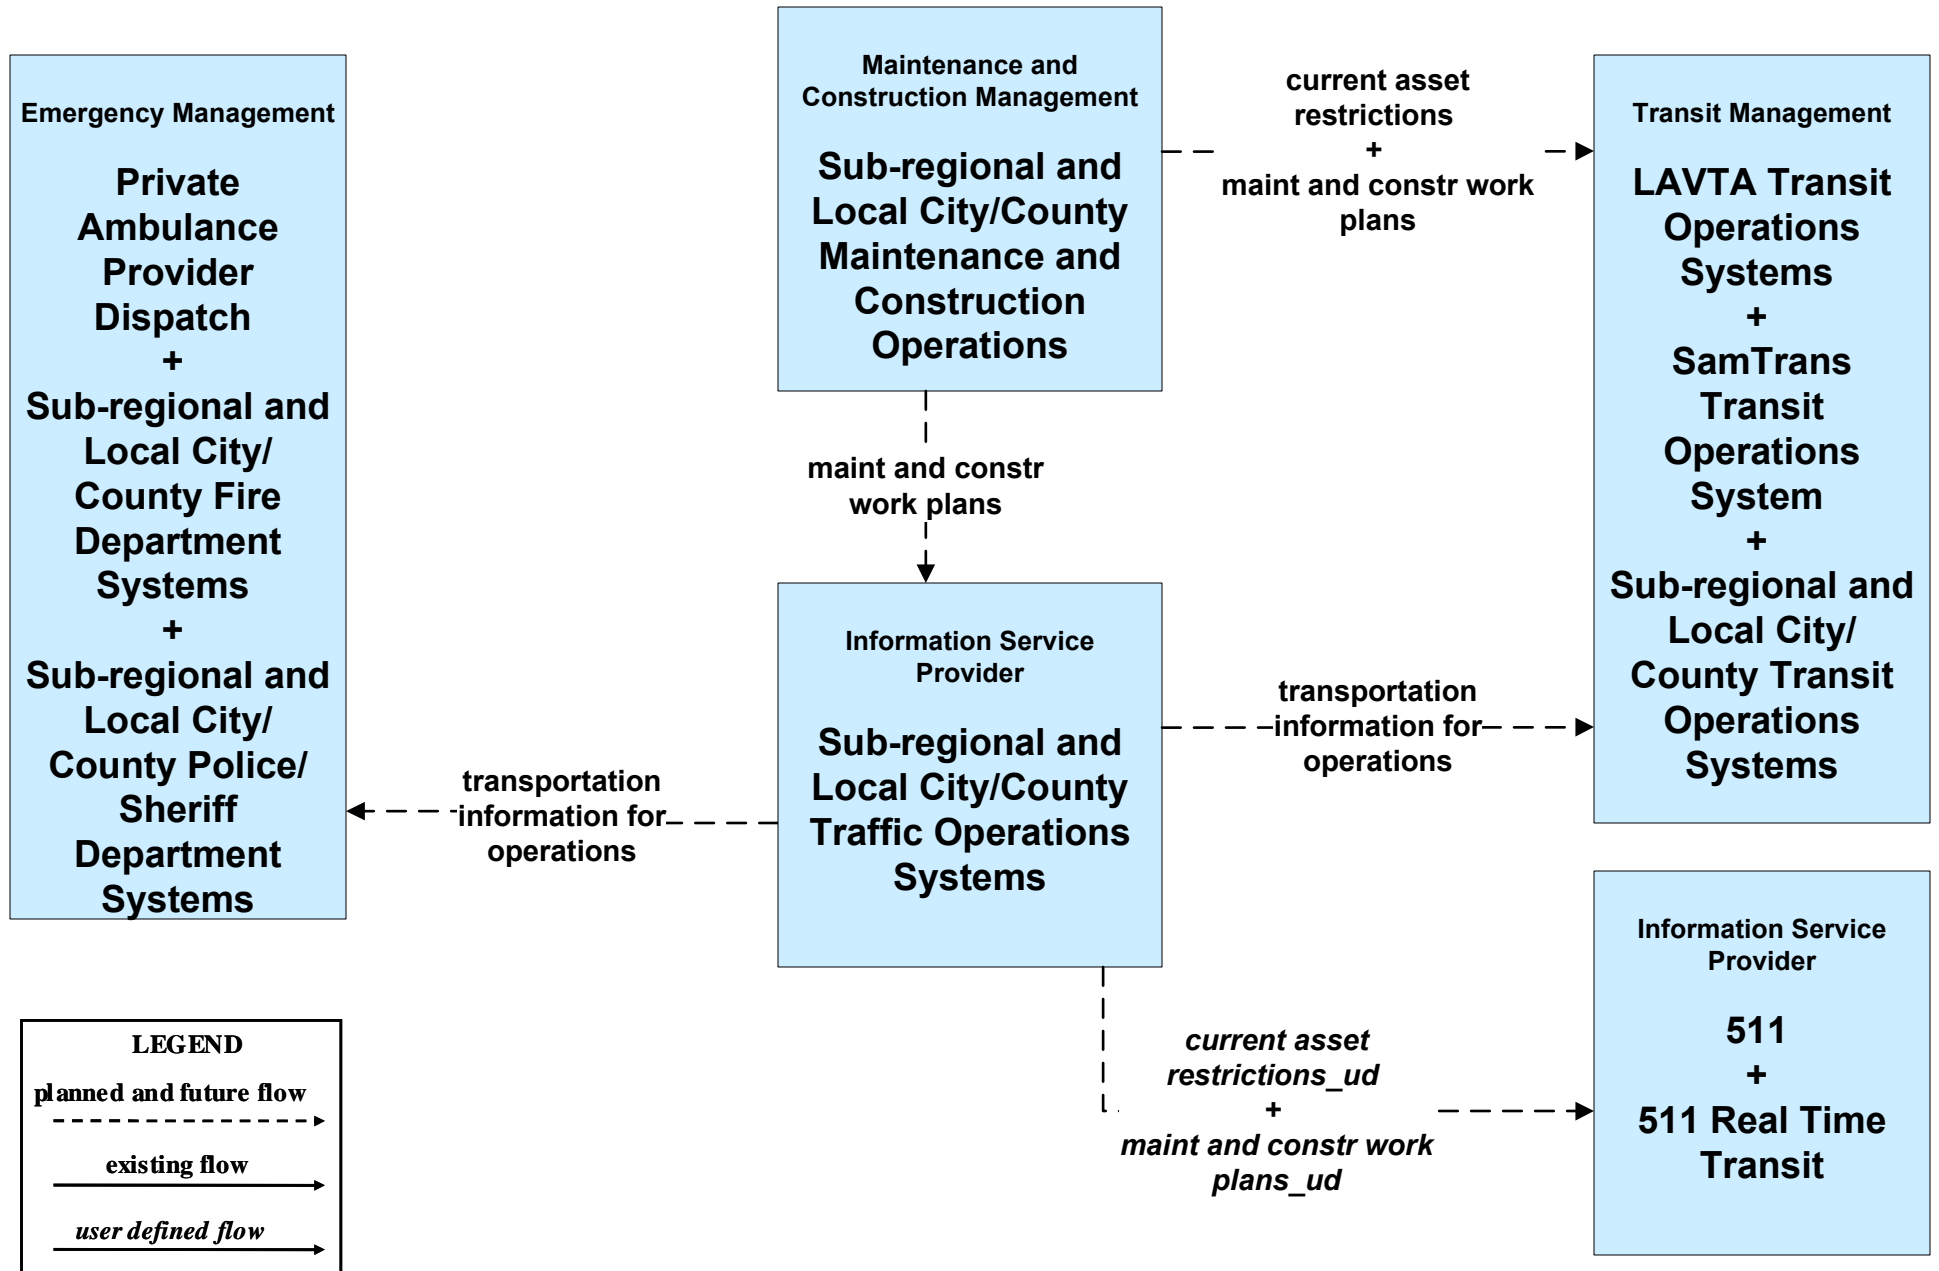 Emergency Management
Private
Ambulance
Provider
Dispatch
+
Sub-regional and
Local City/
County Fire
Department
Systems
+
Sub-regional and
Local City/
County Police/
Sheriff
Department
Systems
Maintenance and
Construction Management
Sub-regional and
Local City/County
Maintenance and
Construction
Operations
current asset
restrictions
+
maint and constr work
plans
Transit Management
LAVTA Transit
Operations
Systems
+
SamTrans
Transit
Operations
System
+
Sub-regional and
Local City/
County Transit
Operations
Systems
maint and constr
work plans
Information Service
Provider
Sub-regional and
Local City/County
Traffic Operations
Systems
transportation
information for
operations
transportation
information for
operations
current asset
restrictions_ud
+
maint and constr work
plans_ud
Information Service
Provider
511
+
511 Real Time
Transit
LEGEND
planned and future flow
existing flow
user defined flow